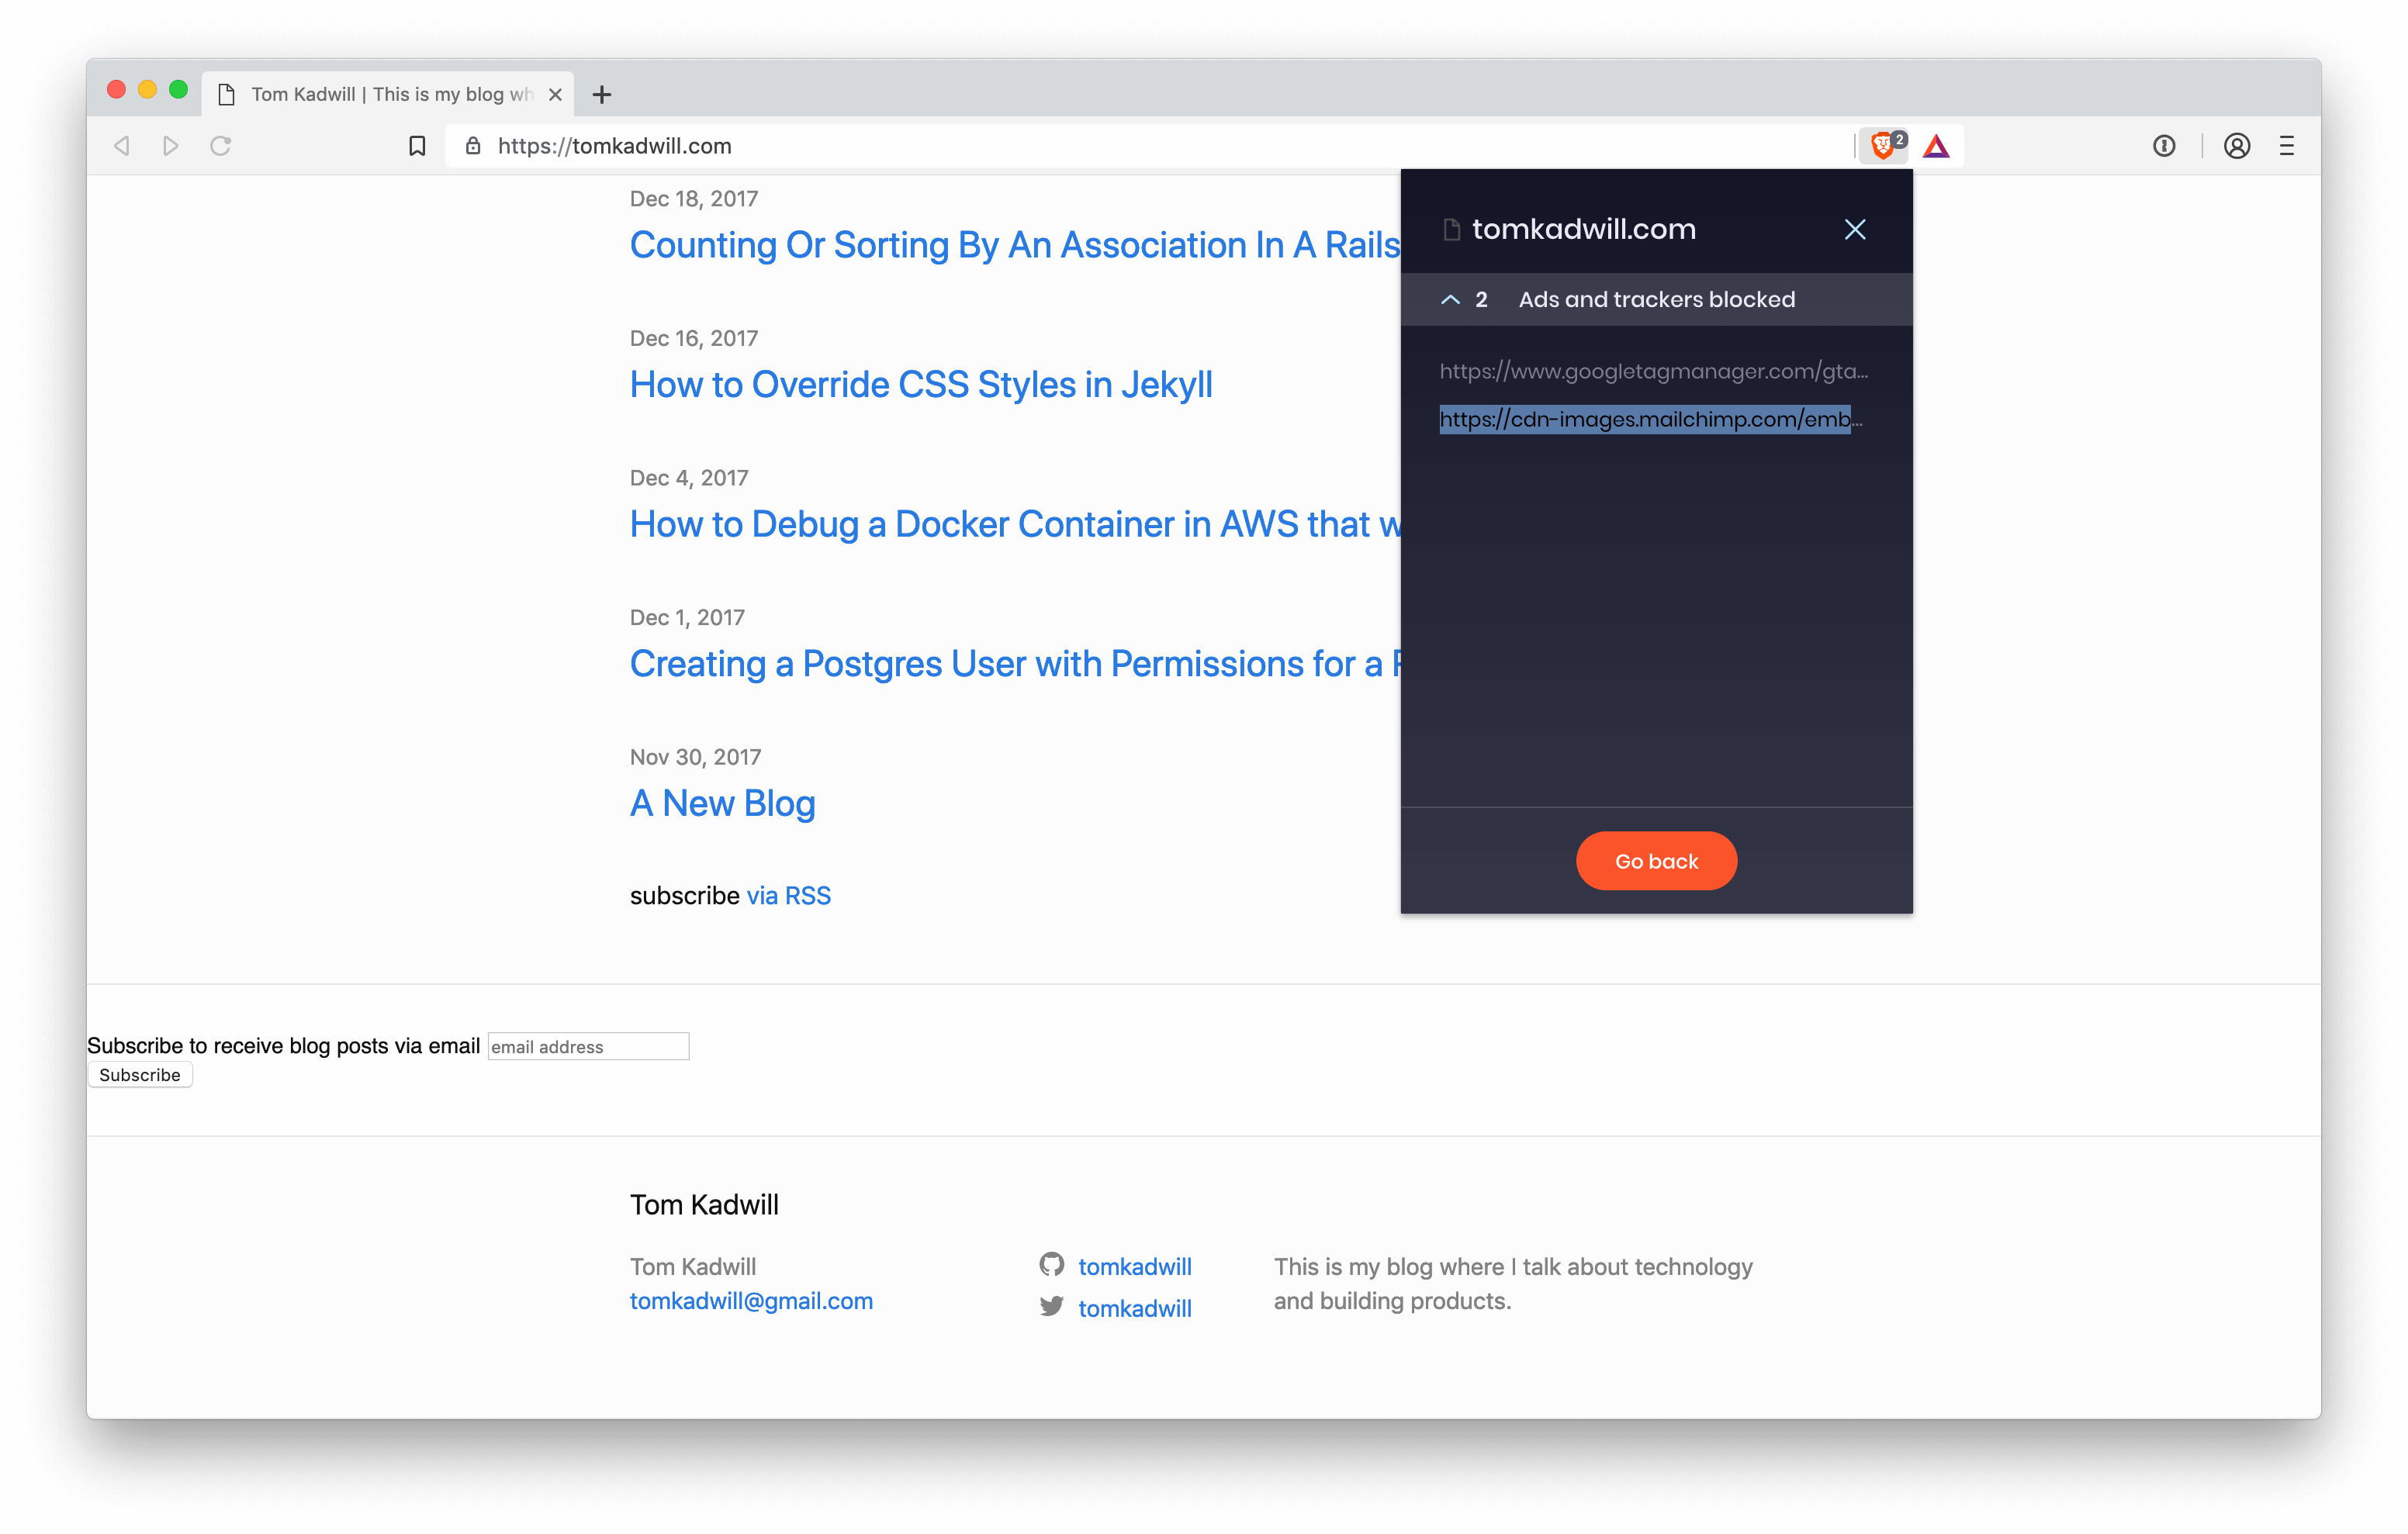 Tom Kadwill | This is my blog wh
https://tomkadwill.com
2
Dec 18, 2017
Counting Or Sorting By An Association In A Rails
Dec 16, 2017
How to Override CSS Styles in Jekyll
Dec 4, 2017
How to Debug a Docker Container in AWS that w
Dec 1, 2017
Creating a Postgres User with Permissions for a
Nov 30, 2017
A New Blog
subscribe via RSS
tomkadwill.com
2 Ads and trackers blocked
https://www.googletagmanager.com/gta...
https://cdn-images.mailchimp.com/emb...
Go back
Subscribe to receive blog posts via email email address
Subscribe
Tom Kadwill
Tom Kadwill
tomkadwill@gmail.com
tomkadwill
tomkadwill
This is my blog where I talk about technology
and building products.